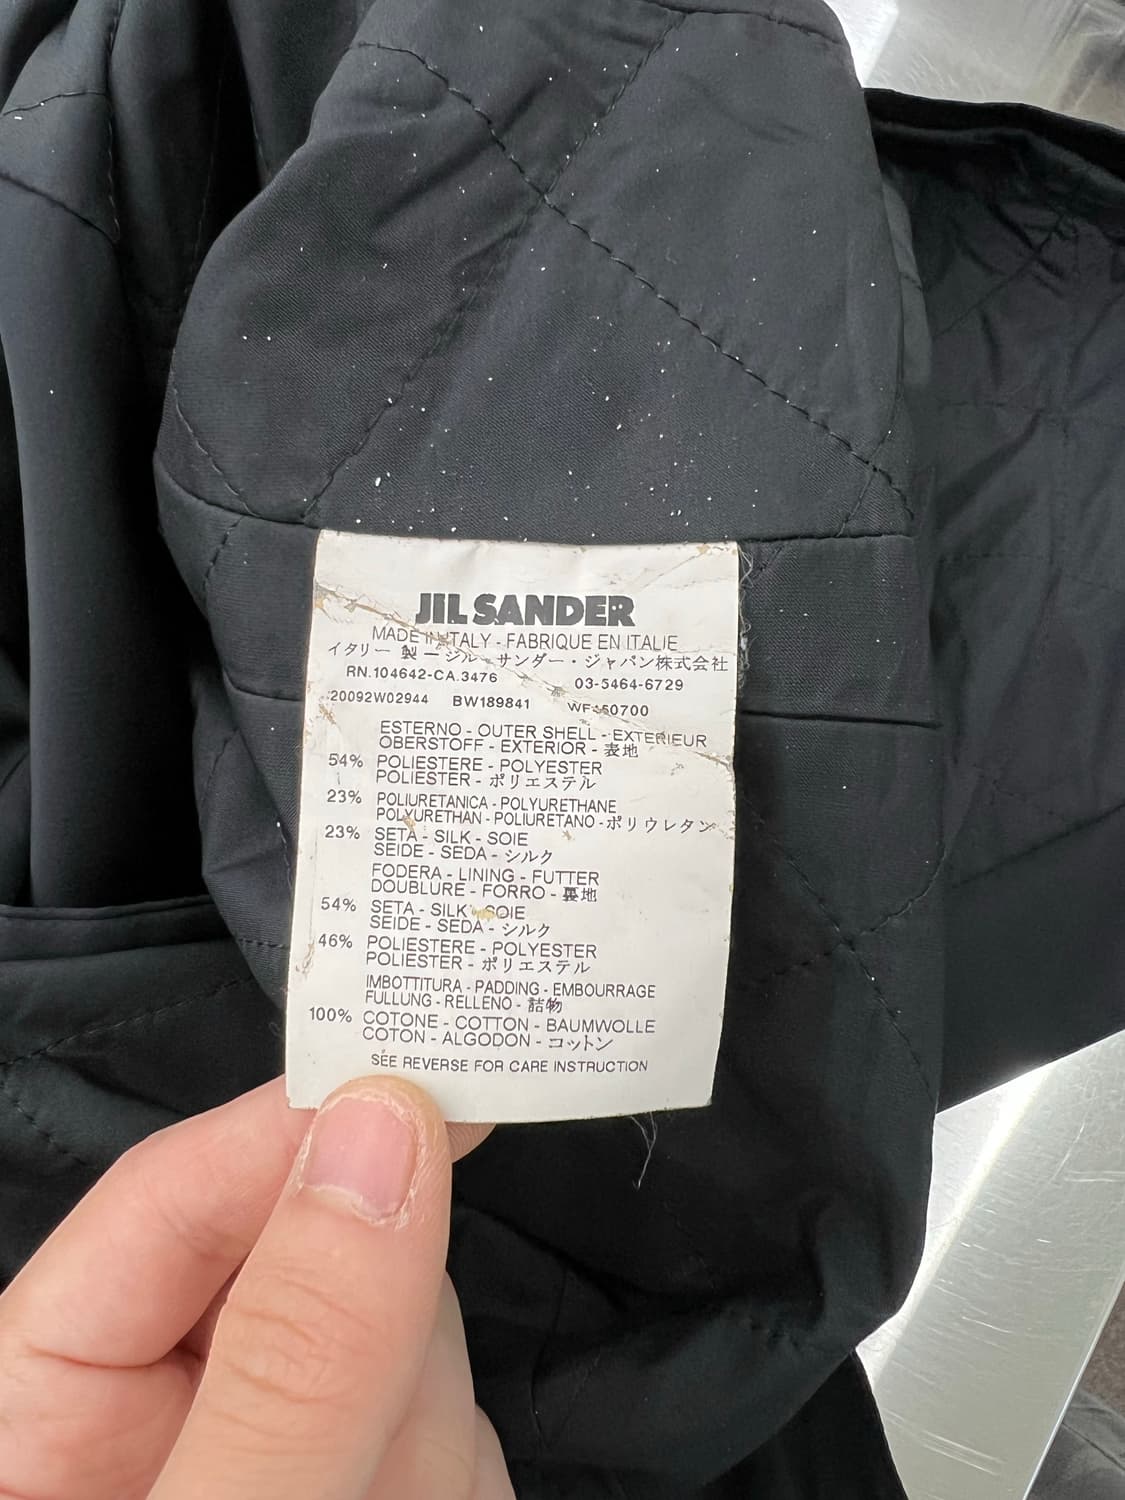 JIL SANDER
MADE IN ITALY - FABRIQUE EN ITALIE
イタリー 製 ー ジル・サンダー・ジャパン株式会社
RN.104642-CA.3476 03-5464-6729
20092W02944 BW189841
ESTERNO - OUTER SHELL - EXTERIEUR
OBERSTOFF - EXTERIOR - 表地
54% POLIESTERE - POLYESTER
POLIESTER - ポリエステル
23% POLIURETANICA - POLYURETHANE
POLYURETHAN - POLIURETANO - ポリウレタン
23% SETA - SILK - SOIE
SEIDE - SEDA - シルク
FODERA - LINING - FUTTER
DOUBLURE - FORRO - 裏地
54% SETA - SILK - SOIE
SEIDE - SEDA - シルク
46% POLIESTERE - POLYESTER
POLIESTER - ポリエステル
IMBOTTITURA - PADDING - EMBOURRAGE
FULLUNG - RELLENO - 詰物
100% COTONE - COTTON - BAUMWOLLE
COTON - ALGODON - コットン
SEE REVERSE FOR CARE INSTRUCTION